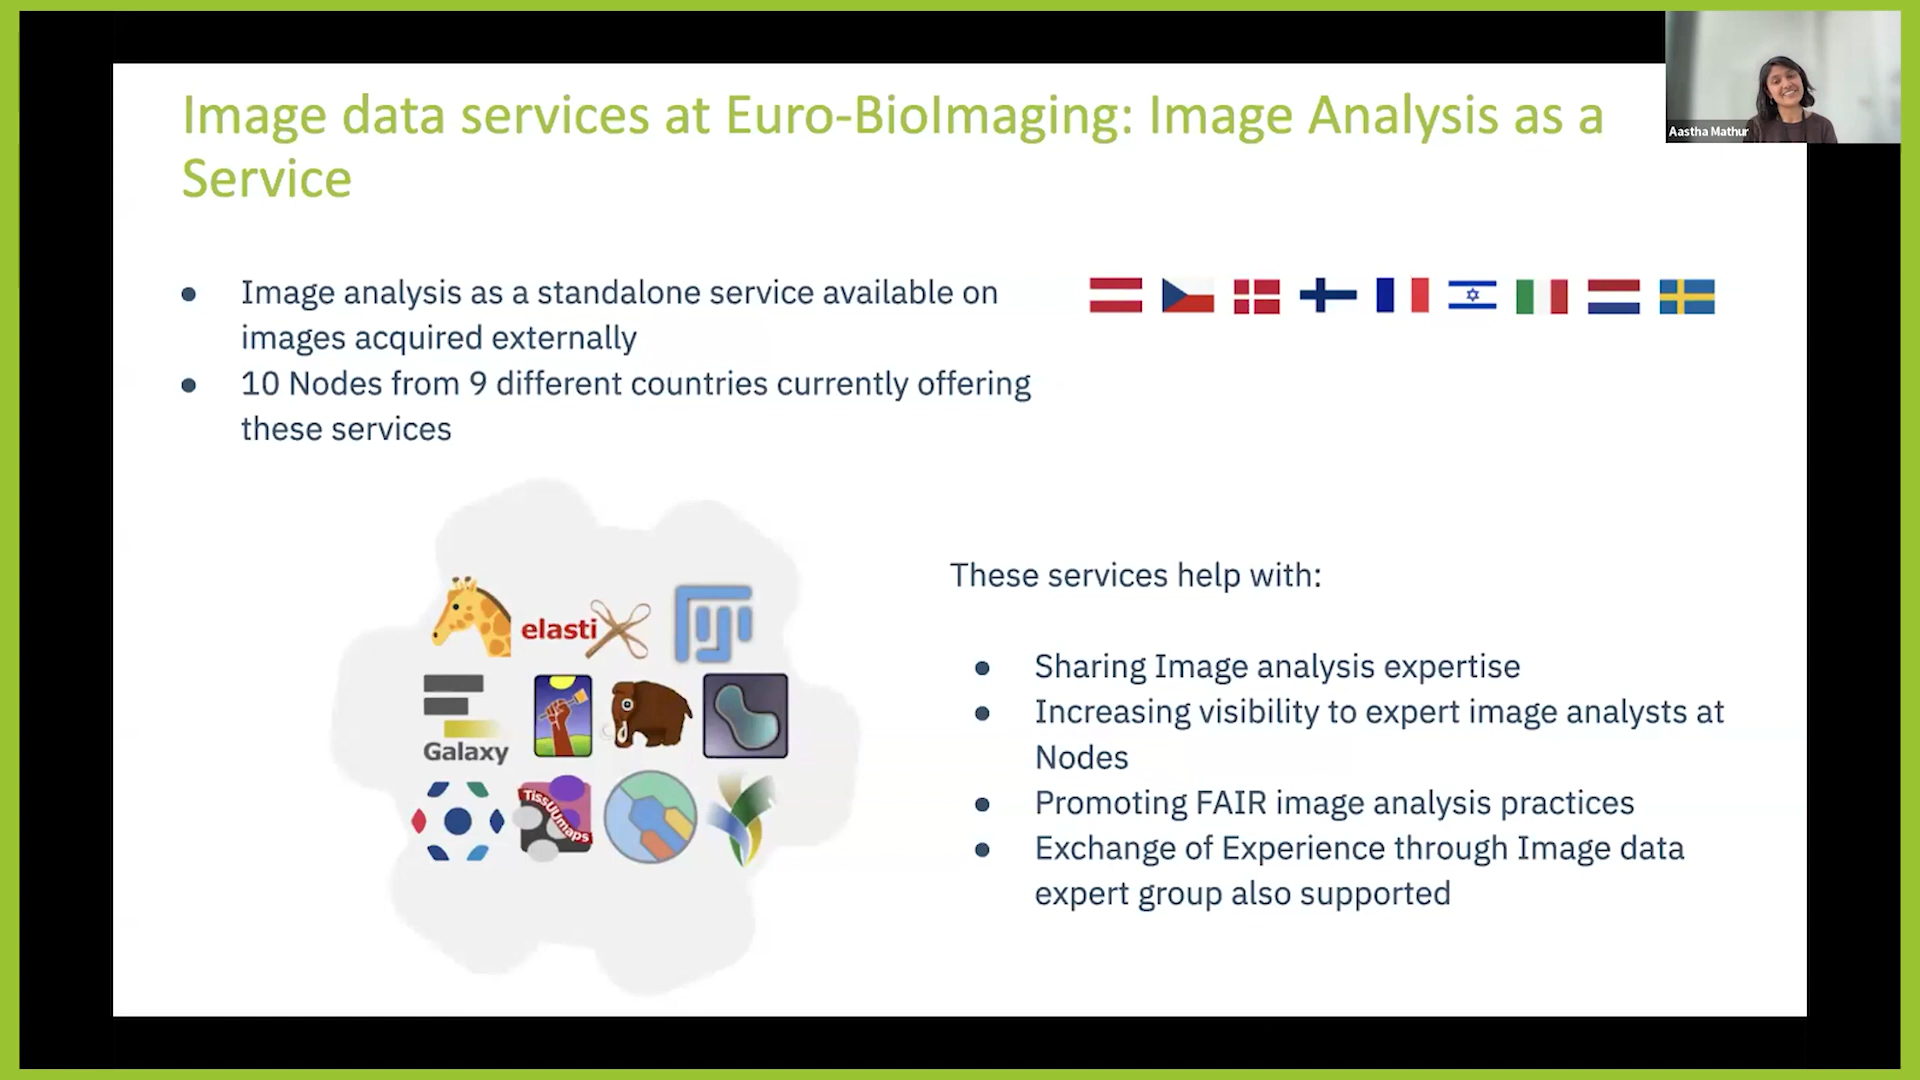 Image data services at Euro-BioImaging: Image Analysis as a
Service
Aastha Mathur
● Image analysis as a standalone service available on
images acquired externally
● 10 Nodes from 9 different countries currently offering
these services
elastix
FIJI
Galaxy
TissUUmaps
These services help with:
● Sharing Image analysis expertise
● Increasing visibility to expert image analysts at
Nodes
● Promoting FAIR image analysis practices
● Exchange of Experience through Image data
expert group also supported